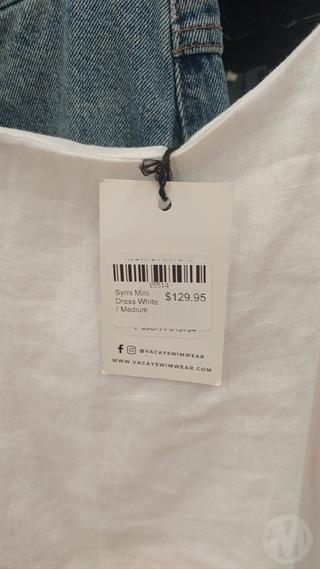 15514
Symi Mini
Dress White
/ Medium
$129.95
@VACAYSWIMWEAR
WWW.VACAYSWIMWEAR.COM